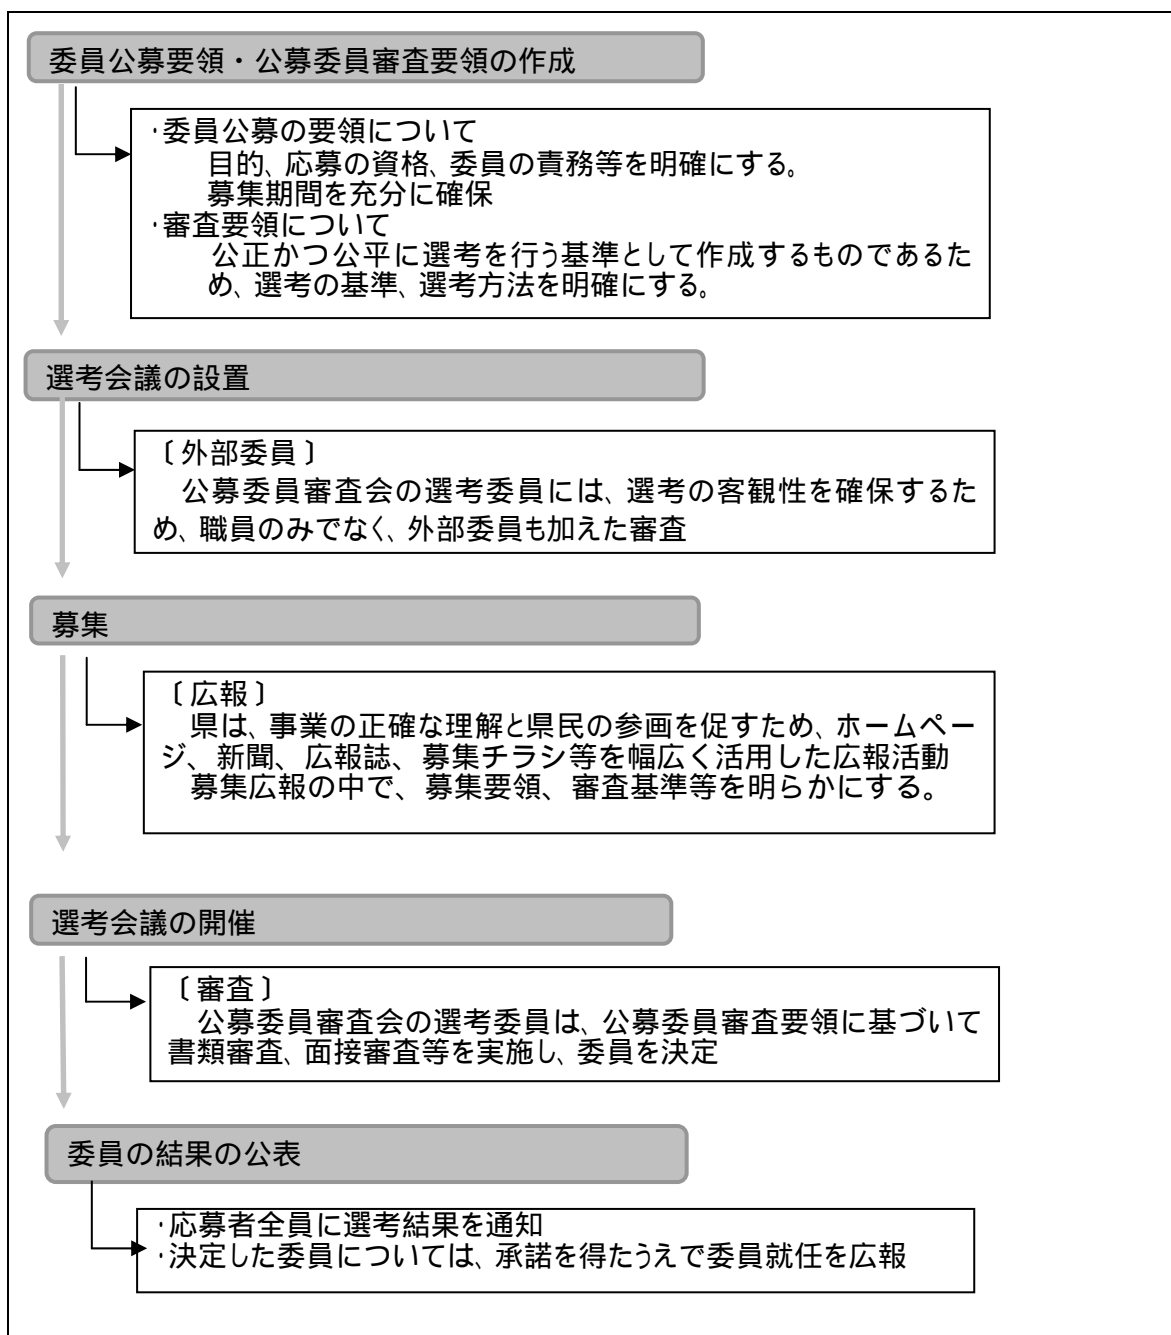 委員公募要領・公募委員審査要領の作成
・委員公募の要領について
目的、応募の資格、委員の責務等を明確にする。
募集期間を充分に確保
・審査要領について
公正かつ公平に選考を行う基準として作成するものであるた
め、選考の基準、選考方法を明確にする。
選考会議の設置
〔外部委員〕
公募委員審査会の選考委員には、選考の客観性を確保するた
め、職員のみでなく、外部委員も加えた審査
募集
〔広報〕
県は、事業の正確な理解と県民の参画を促すため、ホームペー
ジ、新聞、広報誌、募集チラシ等を幅広く活用した広報活動
募集広報の中で、募集要領、審査基準等を明らかにする。
選考会議の開催
〔審査〕
公募委員審査会の選考委員は、公募委員審査要領に基づいて
書類審査、面接審査等を実施し、委員を決定
委員の結果の公表
・応募者全員に選考結果を通知
・決定した委員については、承諾を得たうえで委員就任を広報